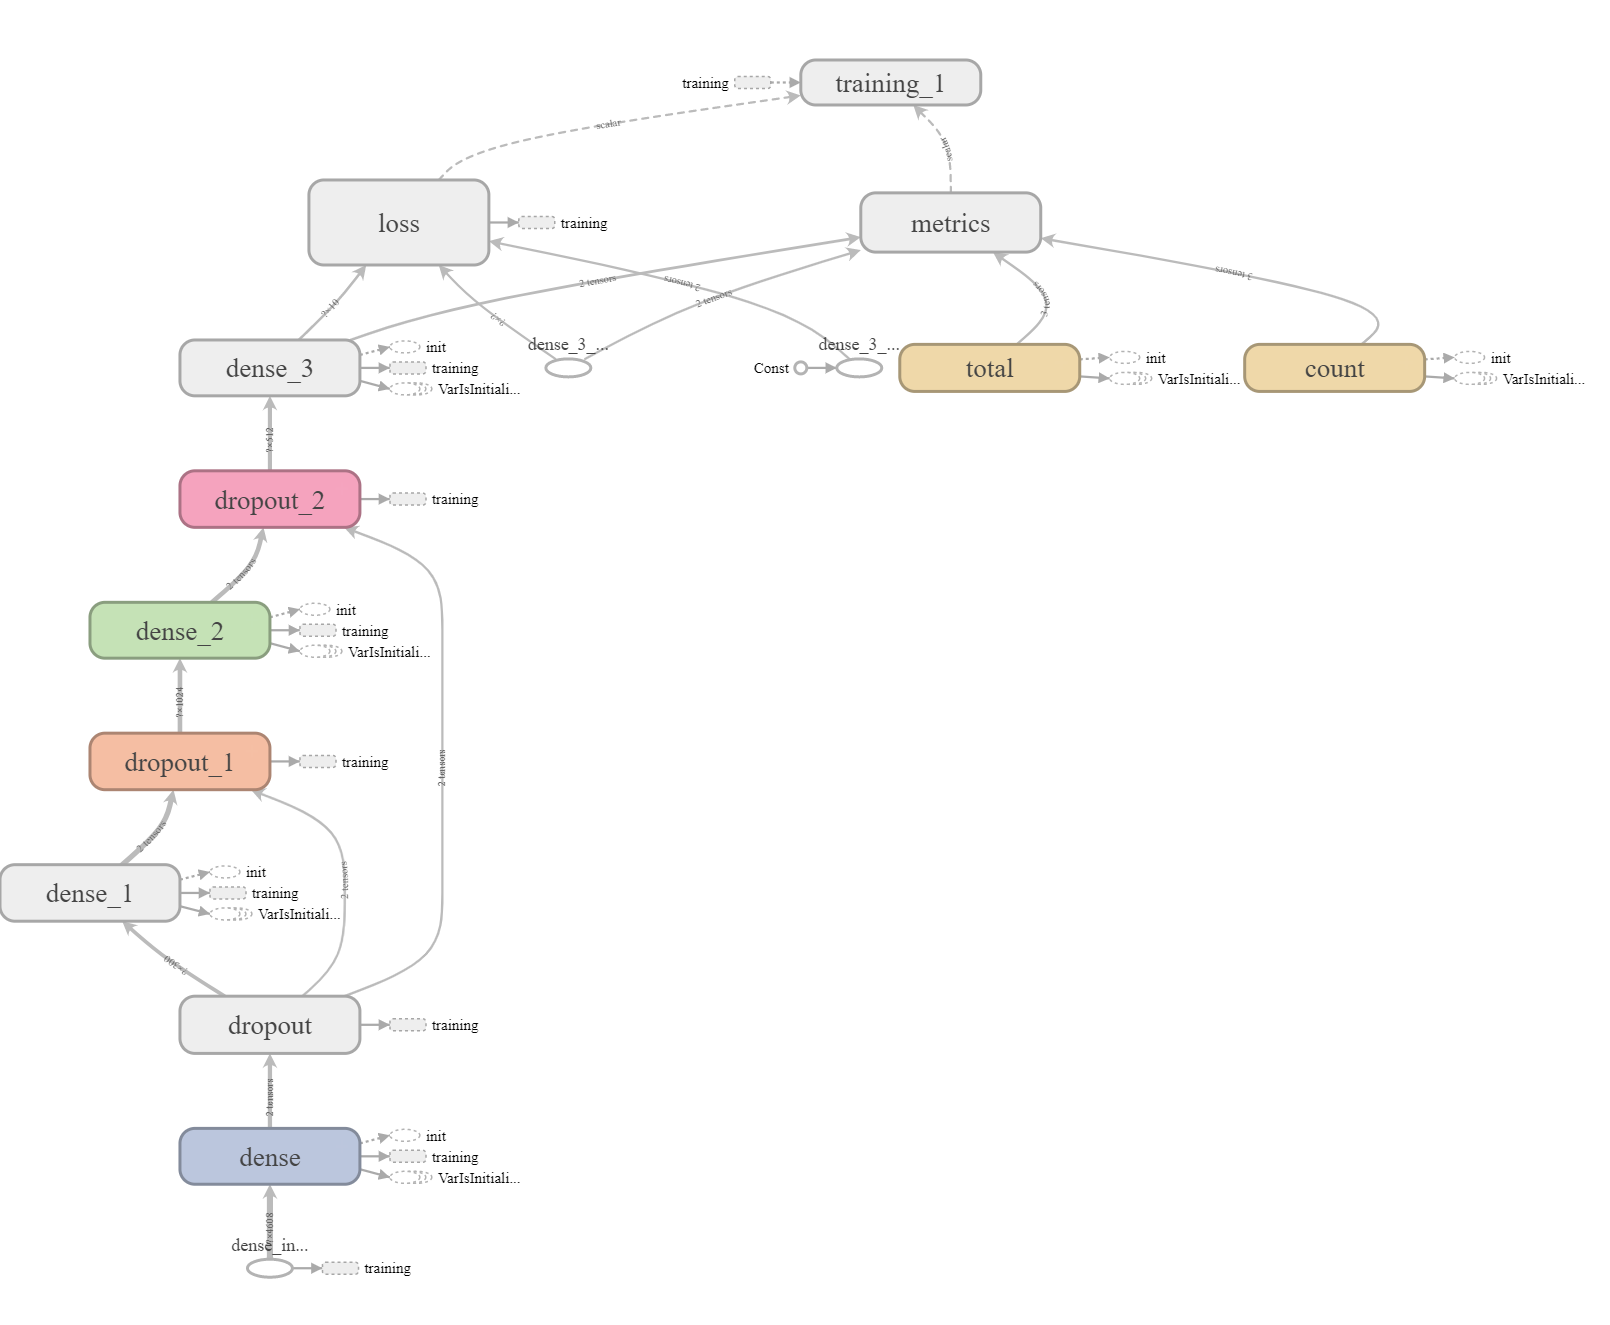 training
training_1
scalar
scalar
loss
training
metrics
?×10
2 tensors
2 tensors
2 tensors
?×?
2 tensors
3 tensors
dense_3
init
training
VarIsInitiali...
dense_3_...
dense_3_...
Const
total
init
VarIsInitiali...
count
init
VarIsInitiali...
?×512
dropout_2
training
2 tensors
dense_2
init
training
VarIsInitiali...
?×1024
2 tensors
dropout_1
training
2 tensors
2 tensors
dense_1
init
training
VarIsInitiali...
?×300
dropout
training
2 tensors
dense
init
training
VarIsInitiali...
?×4608
dense_in...
training